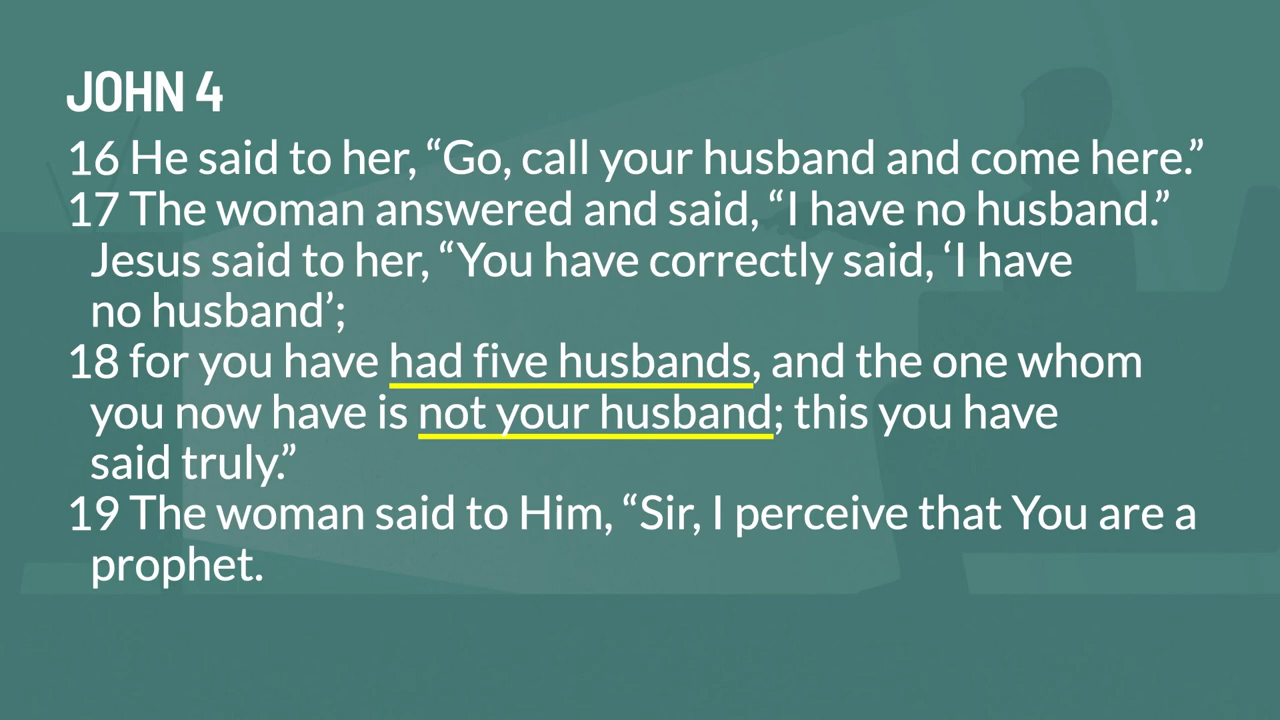 JOHN 4
16 He said to her, “Go, call your husband and come here.”
17 The woman answered and said, “I have no husband.”
Jesus said to her, “You have correctly said, ‘I have
no husband’;
18 for you have had five husbands, and the one whom
you now have is not your husband; this you have
said truly.”
19 The woman said to Him, “Sir, I perceive that You are a
prophet.